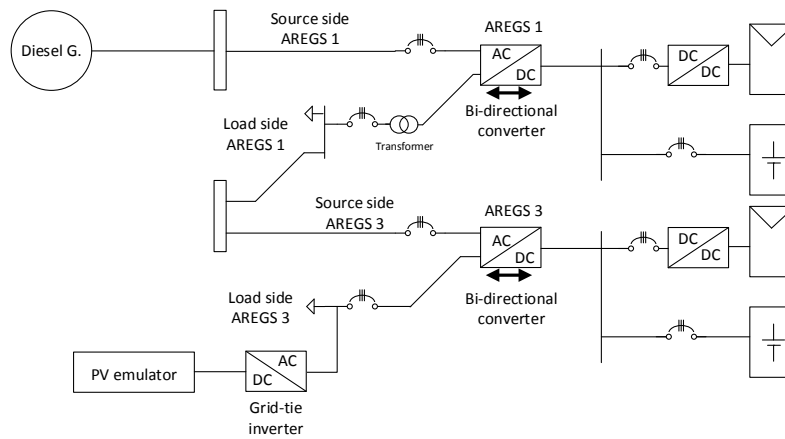 Diesel G.
Source side
AREGS 1
AREGS 1
AC
DC
Bi-directional
converter
DC
DC
Load side
AREGS 1
Transformer
Source side
AREGS 3
AREGS 3
AC
DC
Bi-directional
converter
DC
DC
Load side
AREGS 3
PV emulator
AC
DC
Grid-tie
inverter